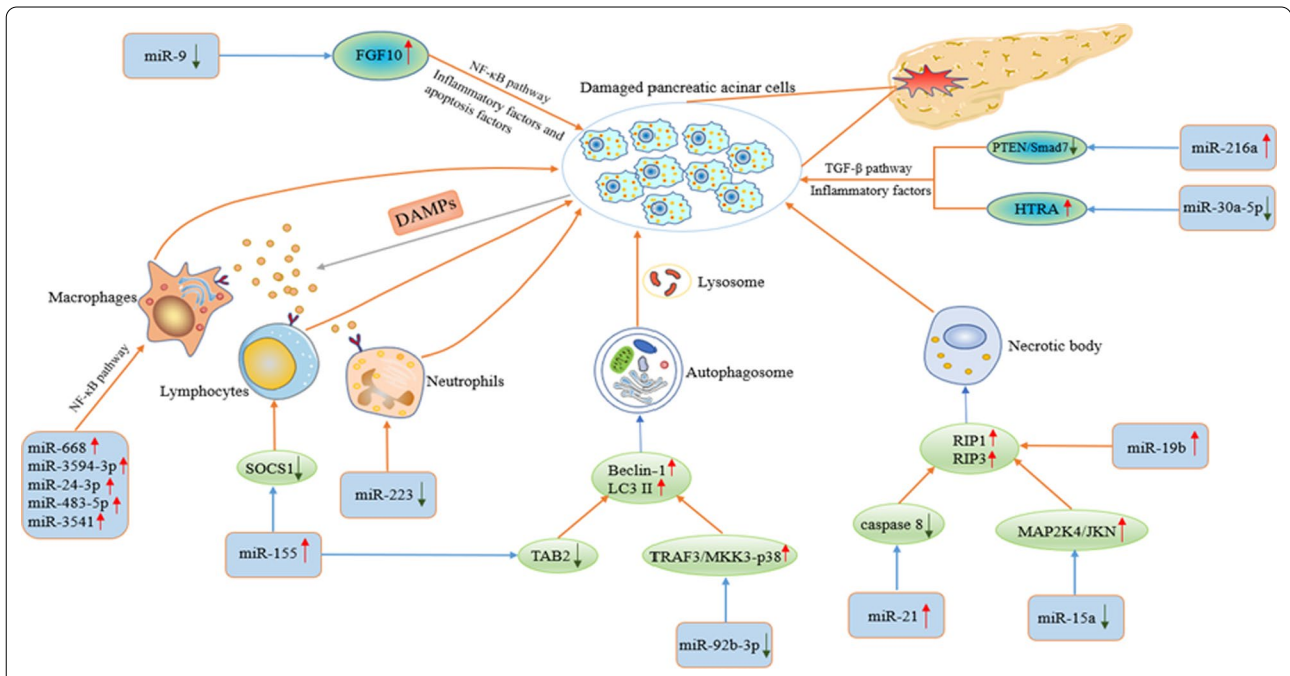 miR-9
FGF10
NF-κB pathway
Inflammatory factors and
apoptosis factors
Damaged pancreatic acinar cells
PTEN/Smad7
miR-216a
TGF-β pathway
Inflammatory factors
HTRA
miR-30a-5p
DAMPs
Macrophages
Lysosome
Lymphocytes
Neutrophils
Autophagosome
Necrotic body
NF-κB pathway
miR-668
miR-3594-3p
miR-24-3p
miR-483-5p
miR-3541
SOCS1
miR-223
Beclin-1
LC3 II
RIP1
RIP3
miR-19b
miR-155
TAB2
TRAF3/MKK3-p38
caspase 8
MAP2K4/JKN
miR-92b-3p
miR-21
miR-15a